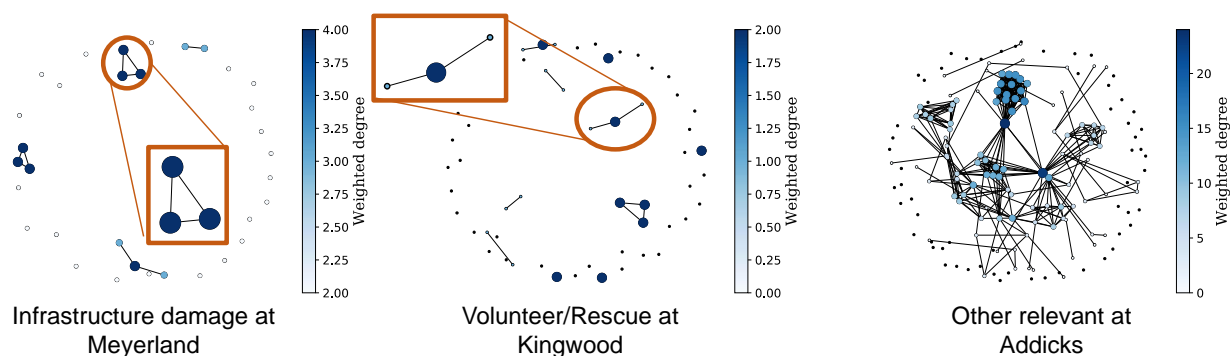 4.00
3.75
3.50
3.25
3.00
2.75
2.50
2.25
2.00
Weighted degree
Infrastructure damage at
Meyerland
2.00
1.75
1.50
1.25
1.00
0.75
0.50
0.25
0.00
Weighted degree
Volunteer/Rescue at
Kingwood
20
15
10
5
0
Weighted degree
Other relevant at
Addicks